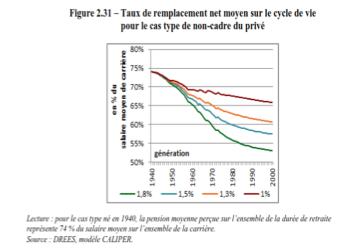 Figure 2.31 – Taux de remplacement net moyen sur le cycle de vie
pour le cas type de non-cadre du privé
80%
75%
70%
65%
60%
55%
50%
en % du
salaire moyen de carrière
génération
1940
1950
1960
1970
1980
1990
2000
1,8%
1,5%
1,3%
1%
Lecture : pour le cas type né en 1940, la pension moyenne perçue sur l'ensemble de la durée de retraite
représente 74 % du salaire moyen sur l'ensemble de la carrière.
Source : DREES, modèle CALIPER.